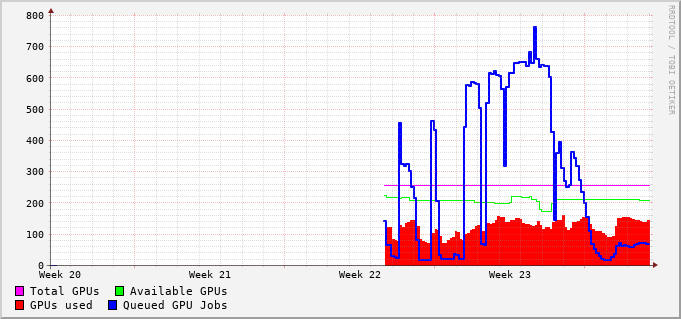 800
700
600
500
400
300
200
100
0
Week 20 Week 21 Week 22 Week 23
Total GPUs Available GPUs
GPUs used Queued GPU Jobs
RRDTOOL / TOBI OETIKER